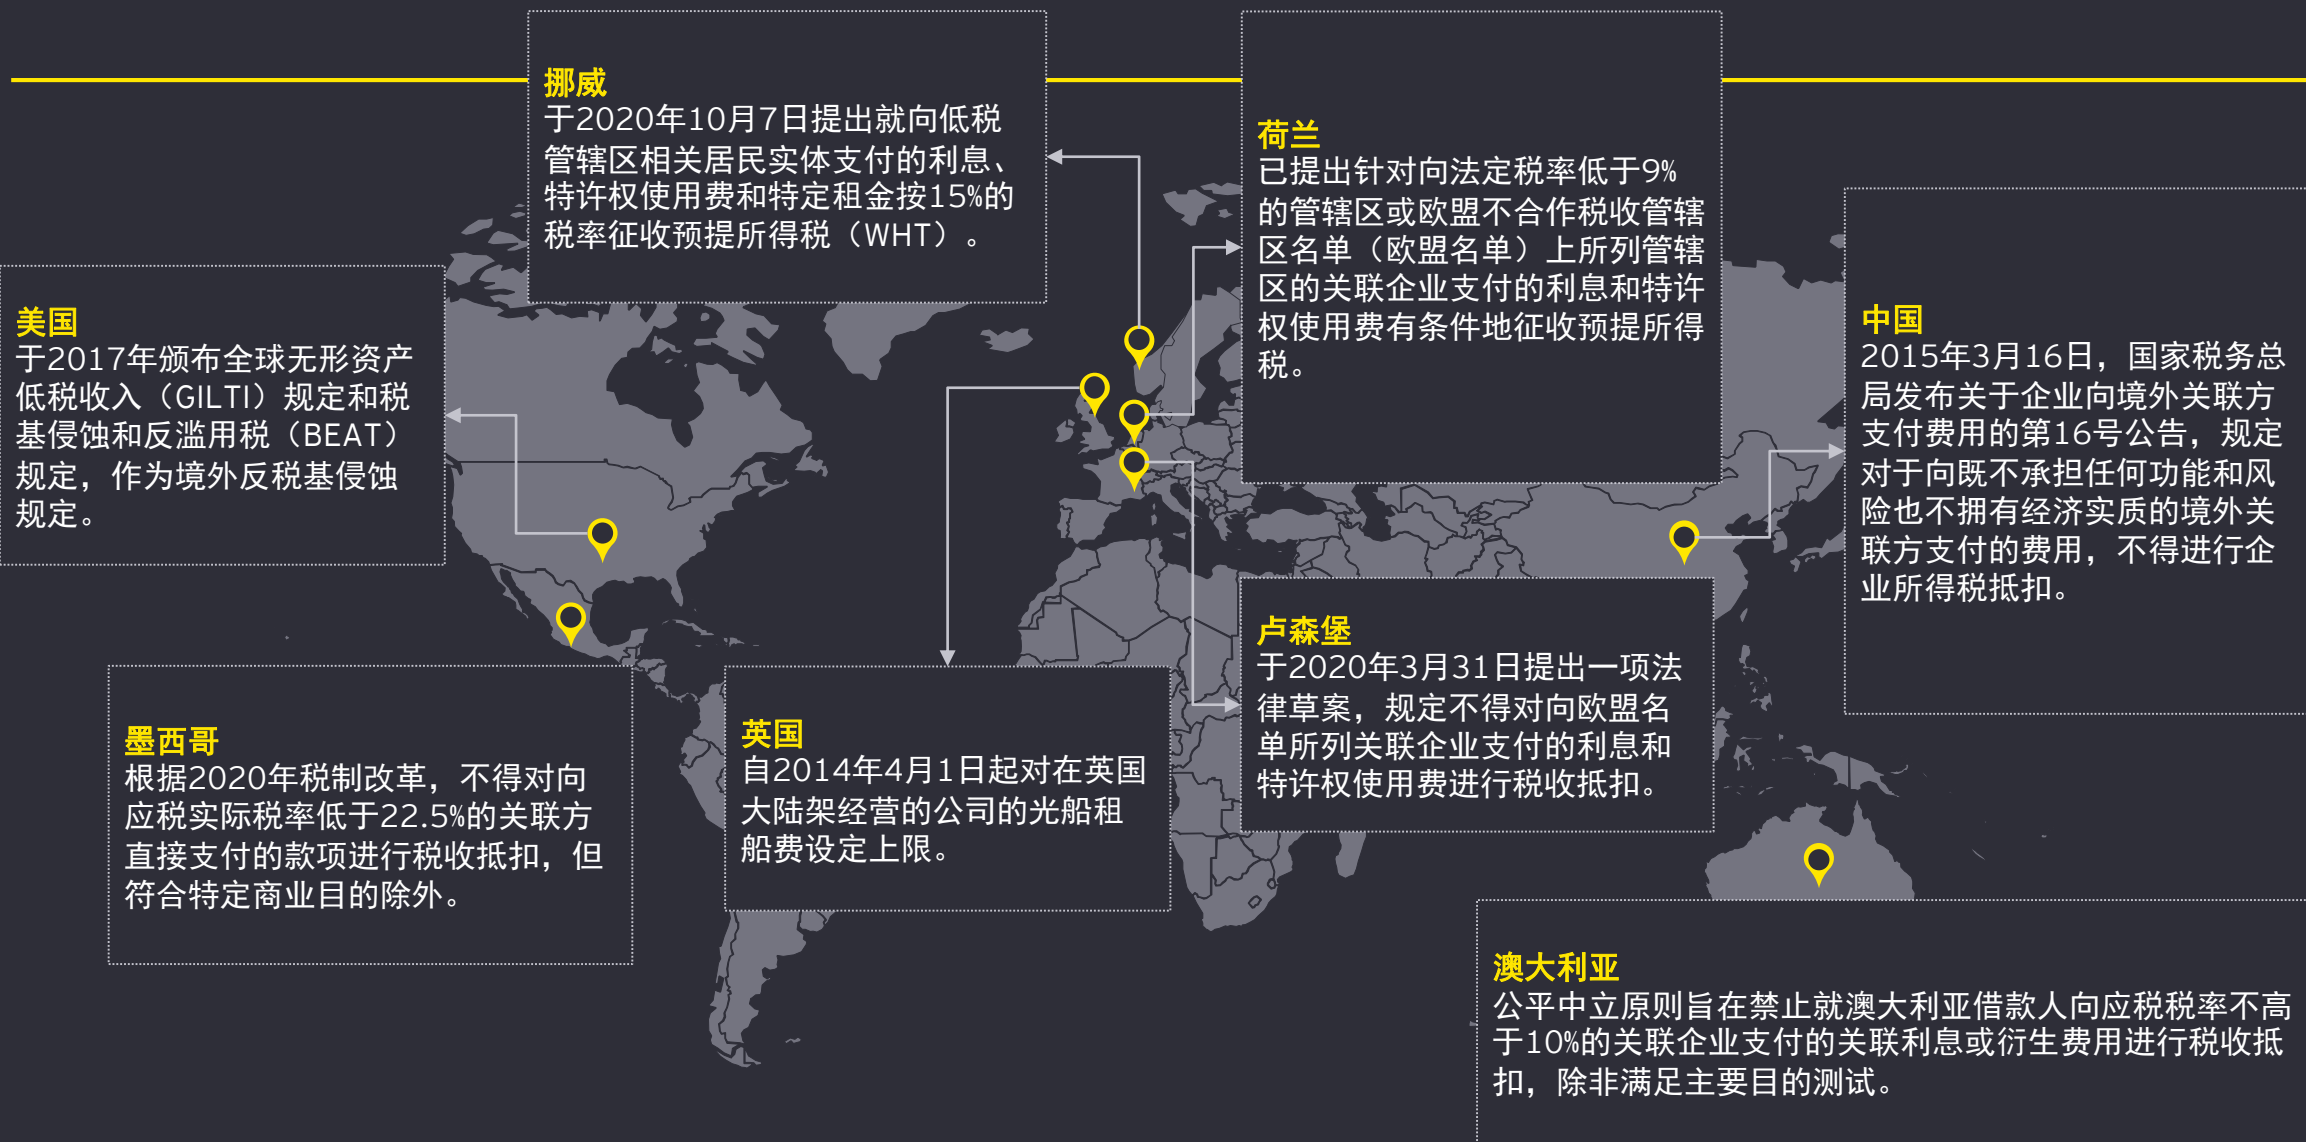 挪威
于2020年10月7日提出就向低税
管辖区相关居民实体支付的利息、
特许权使用费和特定租金按15%的
税率征收预提所得税（WHT）。
荷兰
已提出针对向法定税率低于9%
的管辖区或欧盟不合作税收管辖
区名单（欧盟名单）上所列管辖
区的关联企业支付的利息和特许
权使用费有条件地征收预提所得
税。
美国
于2017年颁布全球无形资产
低税收入（GILTI）规定和税
基侵蚀和反滥用税（BEAT）
规定，作为境外反税基侵蚀
规定。
中国
2015年3月16日，国家税务总
局发布关于企业向境外关联方
支付费用的第16号公告，规定
对于向既不承担任何功能和风
险也不拥有经济实质的境外关
联方支付的费用，不得进行企
业所得税抵扣。
墨西哥
根据2020年税制改革，不得对向
应税实际税率低于22.5%的关联方
直接支付的款项进行税收抵扣，但
符合特定商业目的除外。
英国
自2014年4月1日起对在英国
大陆架经营的公司的光船租
船费设定上限。
卢森堡
于2020年3月31日提出一项法
律草案，规定不得对向欧盟名
单所列关联企业支付的利息和
特许权使用费进行税收抵扣。
澳大利亚
公平中立原则旨在禁止就澳大利亚借款人向应税税率不高
于10%的关联企业支付的关联利息或衍生费用进行税收抵
扣，除非满足主要目的测试。